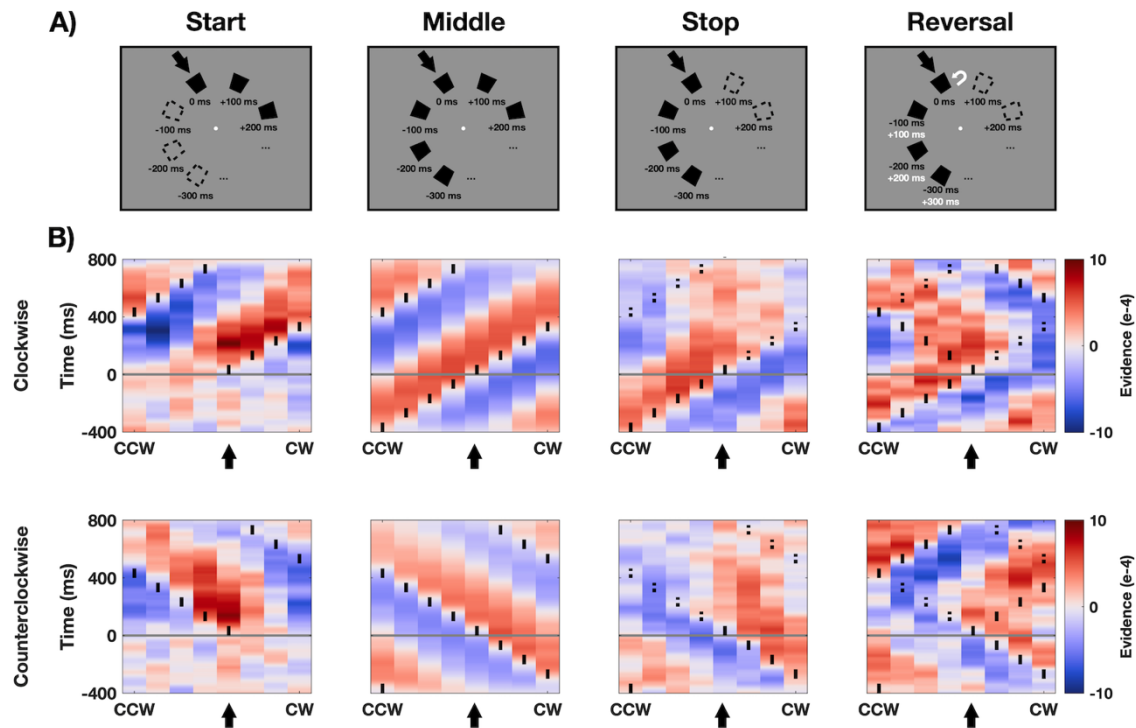 A) Start Middle Stop Reversal
0 ms +100 ms
-100 ms +200 ms
-200 ms ...
... -300 ms
0 ms +100 ms
-100 ms +200 ms
-200 ms ...
... -300 ms
0 ms +100 ms
-100 ms +200 ms
-200 ms ...
... -300 ms
0 ms +100 ms
-100 ms +200 ms
+100 ms
-200 ms ...
+200 ms
-300 ms ...
+300 ms
B)
Clockwise
Time (ms)
800
400
0
-400
CCW CW CCW CW CCW CW CCW CW
10
5
0
-5
-10
Evidence (e-4)
Counterclockwise
Time (ms)
800
400
0
-400
CCW CW CCW CW CCW CW CCW CW
10
5
0
-5
-10
Evidence (e-4)